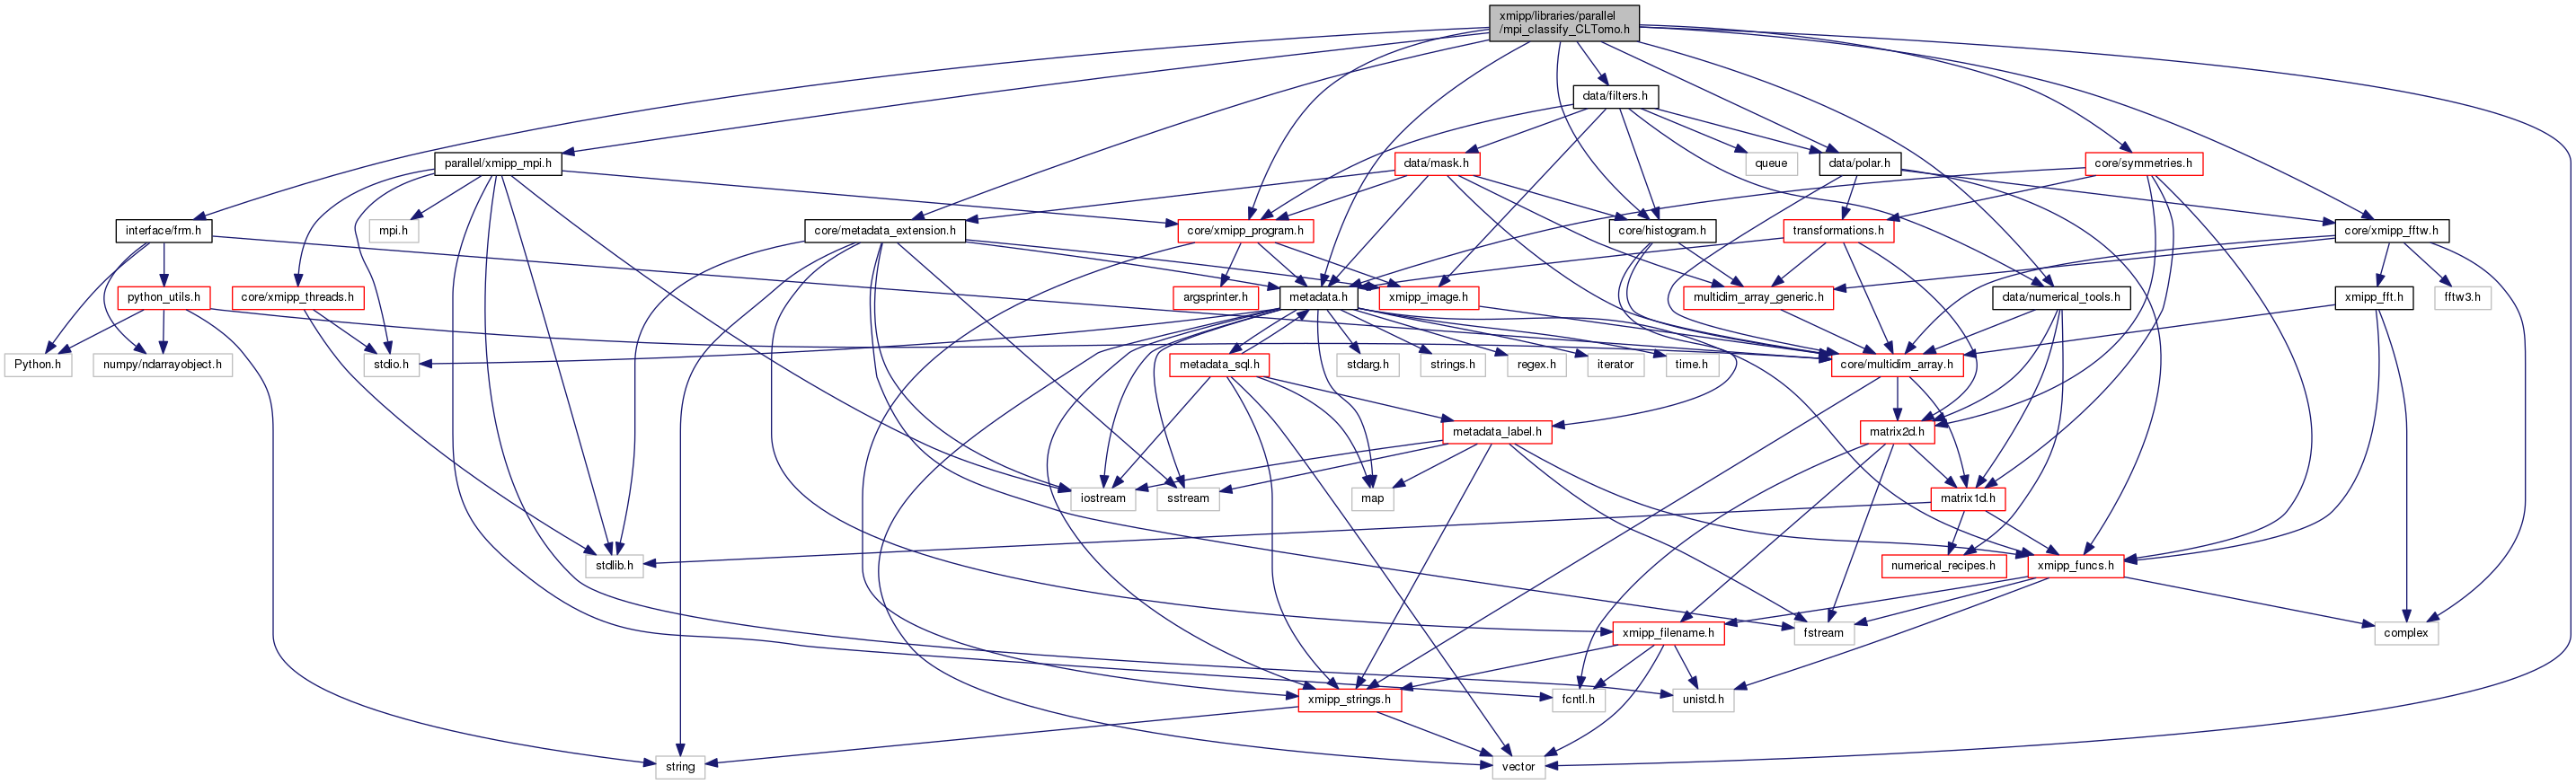 xmipp/libraries/parallel
/mpi_classify_CLTomo.h
data/filters.h
parallel/xmipp_mpi.h
data/mask.h
queue
data/polar.h
core/symmetries.h
interface/frm.h
mpi.h
core/metadata_extension.h
core/xmipp_program.h
core/histogram.h
transformations.h
core/xmipp_fftw.h
python_utils.h
core/xmipp_threads.h
argsprinter.h
metadata.h
xmipp_image.h
multidim_array_generic.h
data/numerical_tools.h
xmipp_fft.h
fftw3.h
Python.h
numpy/ndarrayobject.h
stdio.h
metadata_sql.h
stdarg.h
strings.h
regex.h
iterator
time.h
core/multidim_array.h
metadata_label.h
matrix2d.h
iostream
sstream
map
matrix1d.h
stdlib.h
numerical_recipes.h
xmipp_funcs.h
xmipp_filename.h
fstream
complex
xmipp_strings.h
fcntl.h
unistd.h
string
vector